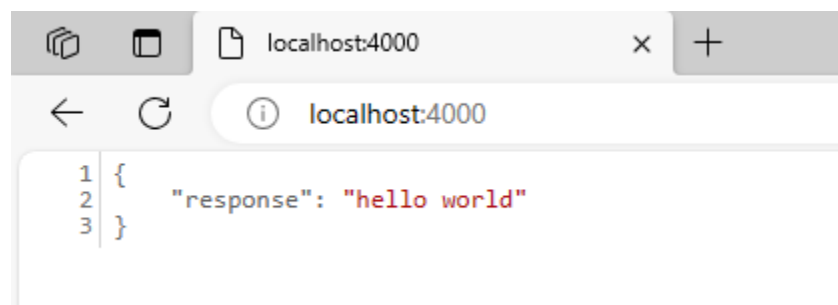 localhost:4000
localhost:4000
1 {
2 "response": "hello world"
3 }